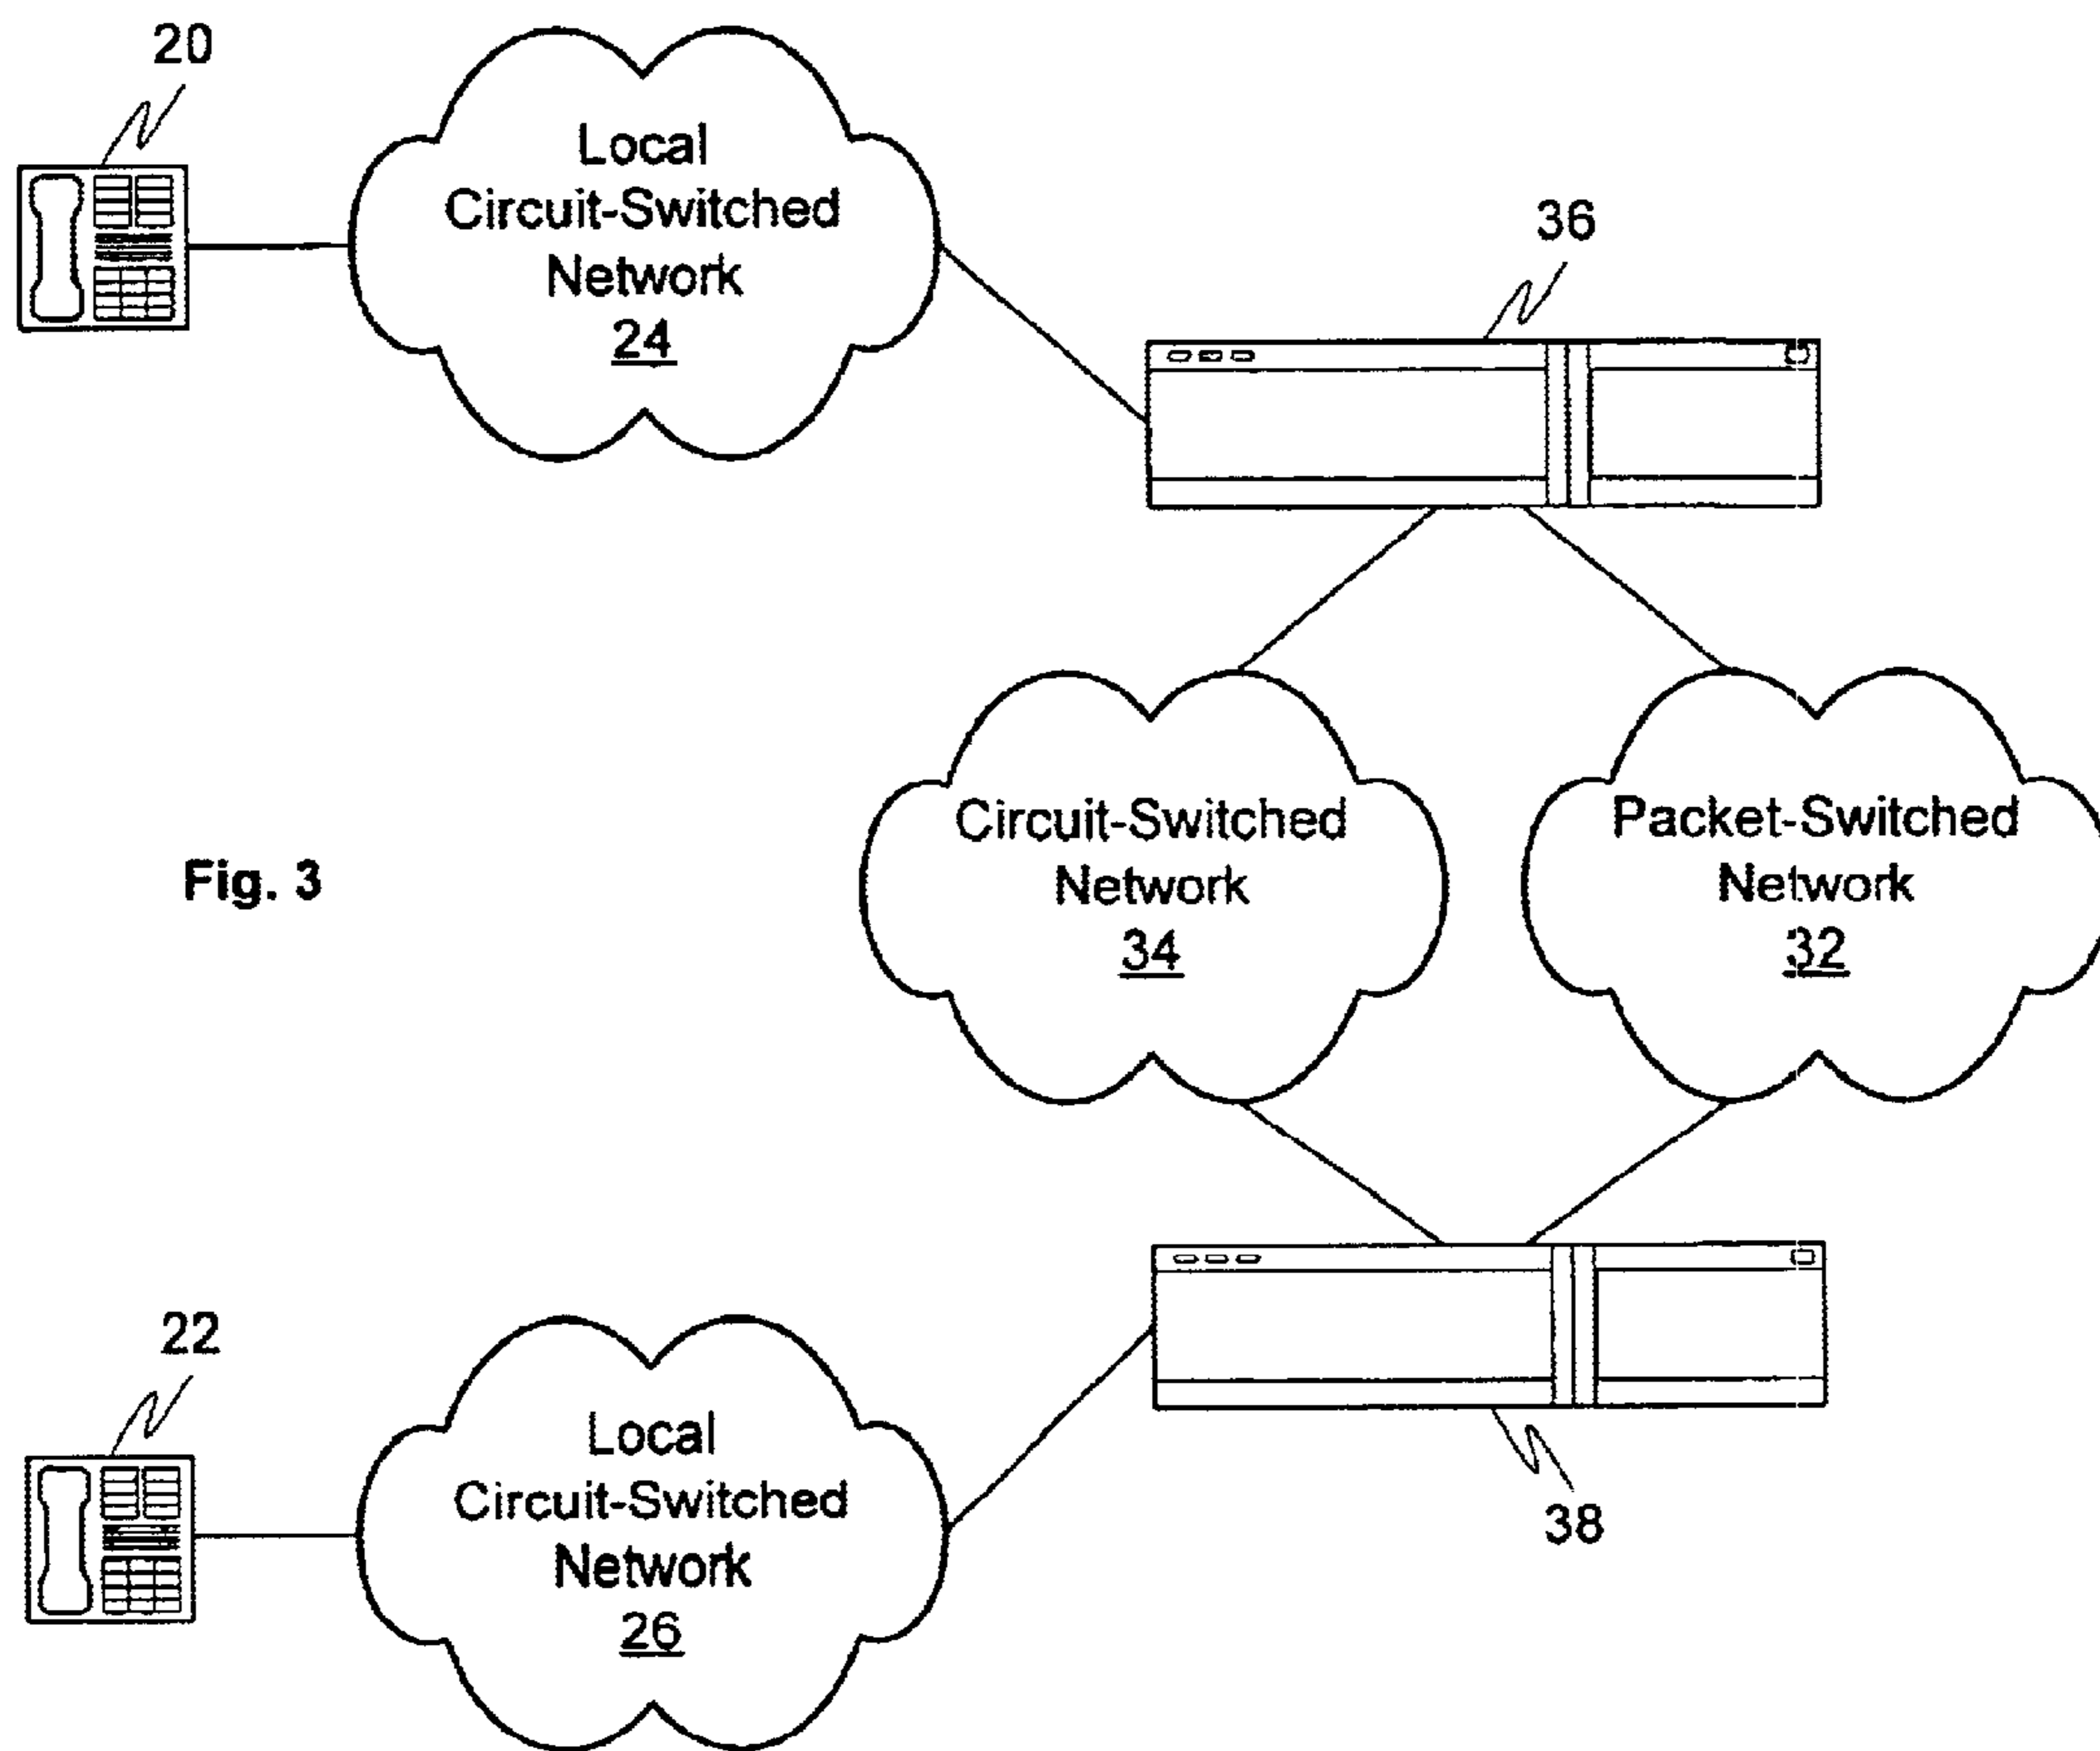 20
Local
Circuit-Switched
Network
24
36
Circuit-Switched
Network
34
Packet-Switched
Network
32
Fig. 3
22
Local
Circuit-Switched
Network
26
38